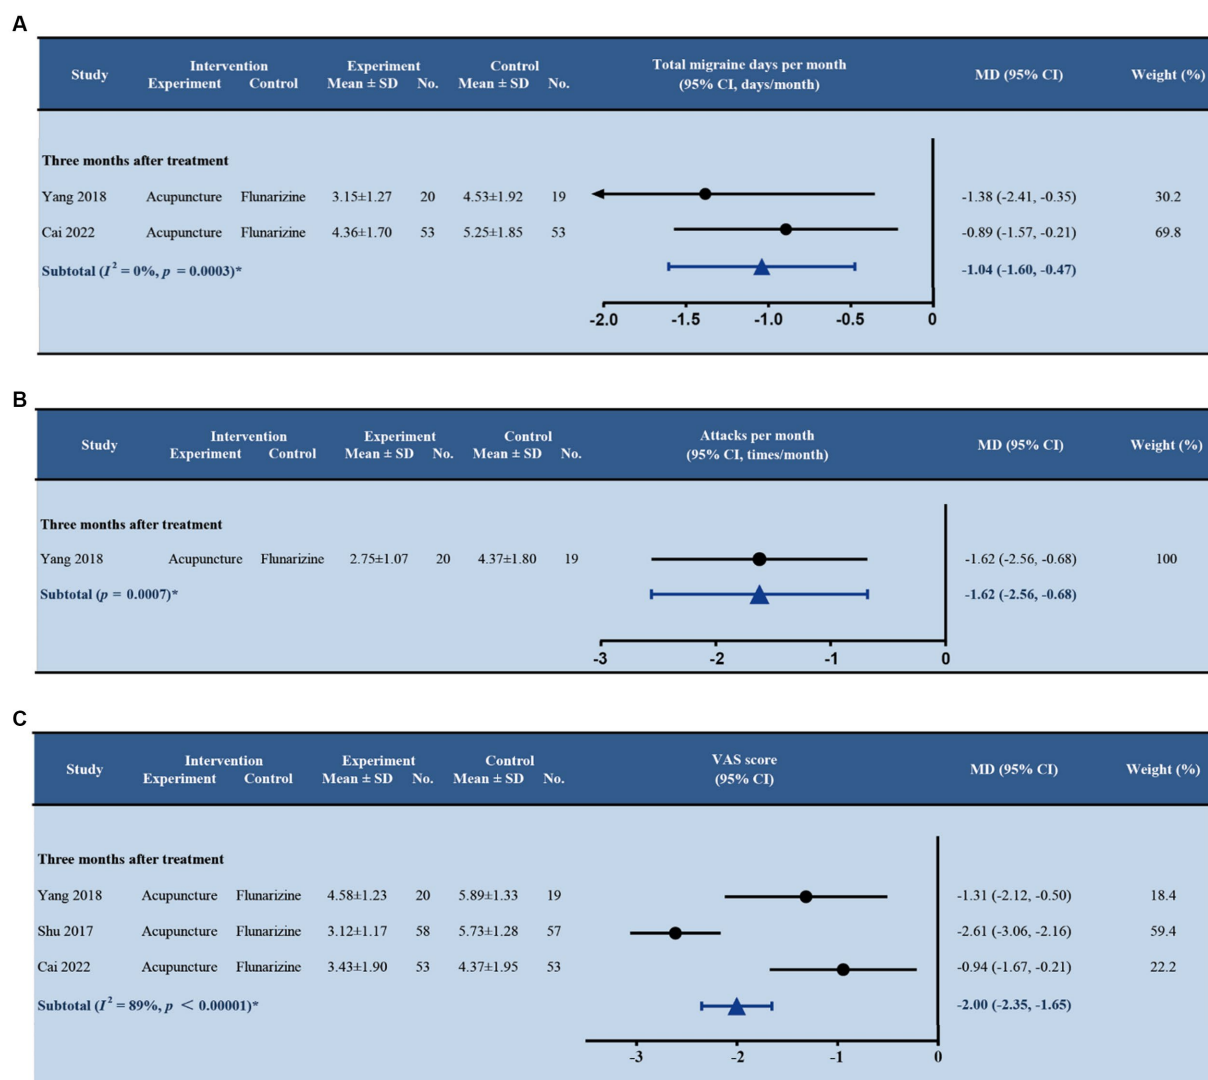 A
Study Intervention Experiment Control Total migraine days per month MD (95% CI) Weight (%)
Experiment Control Mean ± SD No. Mean ± SD No. (95% CI, days/month)
Three months after treatment
Yang 2018 Acupuncture Flunarizine 3.15±1.27 20 4.53±1.92 19 -1.38 (-2.41, -0.35) 30.2
Cai 2022 Acupuncture Flunarizine 4.36±1.70 53 5.25±1.85 53 -0.89 (-1.57, -0.21) 69.8
Subtotal (I² = 0%, p = 0.0003)* -1.04 (-1.60, -0.47)
-2.0 -1.5 -1.0 -0.5 0
B
Study Intervention Experiment Control Attacks per month MD (95% CI) Weight (%)
Experiment Control Mean ± SD No. Mean ± SD No. (95% CI, times/month)
Three months after treatment
Yang 2018 Acupuncture Flunarizine 2.75±1.07 20 4.37±1.80 19 -1.62 (-2.56, -0.68) 100
Subtotal (p = 0.0007)* -1.62 (-2.56, -0.68)
-3 -2 -1 0
C
Study Intervention Experiment Control VAS score MD (95% CI) Weight (%)
Experiment Control Mean ± SD No. Mean ± SD No. (95% CI)
Three months after treatment
Yang 2018 Acupuncture Flunarizine 4.58±1.23 20 5.89±1.33 19 -1.31 (-2.12, -0.50) 18.4
Shu 2017 Acupuncture Flunarizine 3.12±1.17 58 5.73±1.28 57 -2.61 (-3.06, -2.16) 59.4
Cai 2022 Acupuncture Flunarizine 3.43±1.90 53 4.37±1.95 53 -0.94 (-1.67, -0.21) 22.2
Subtotal (I² = 89%, p < 0.00001)* -2.00 (-2.35, -1.65)
-3 -2 -1 0